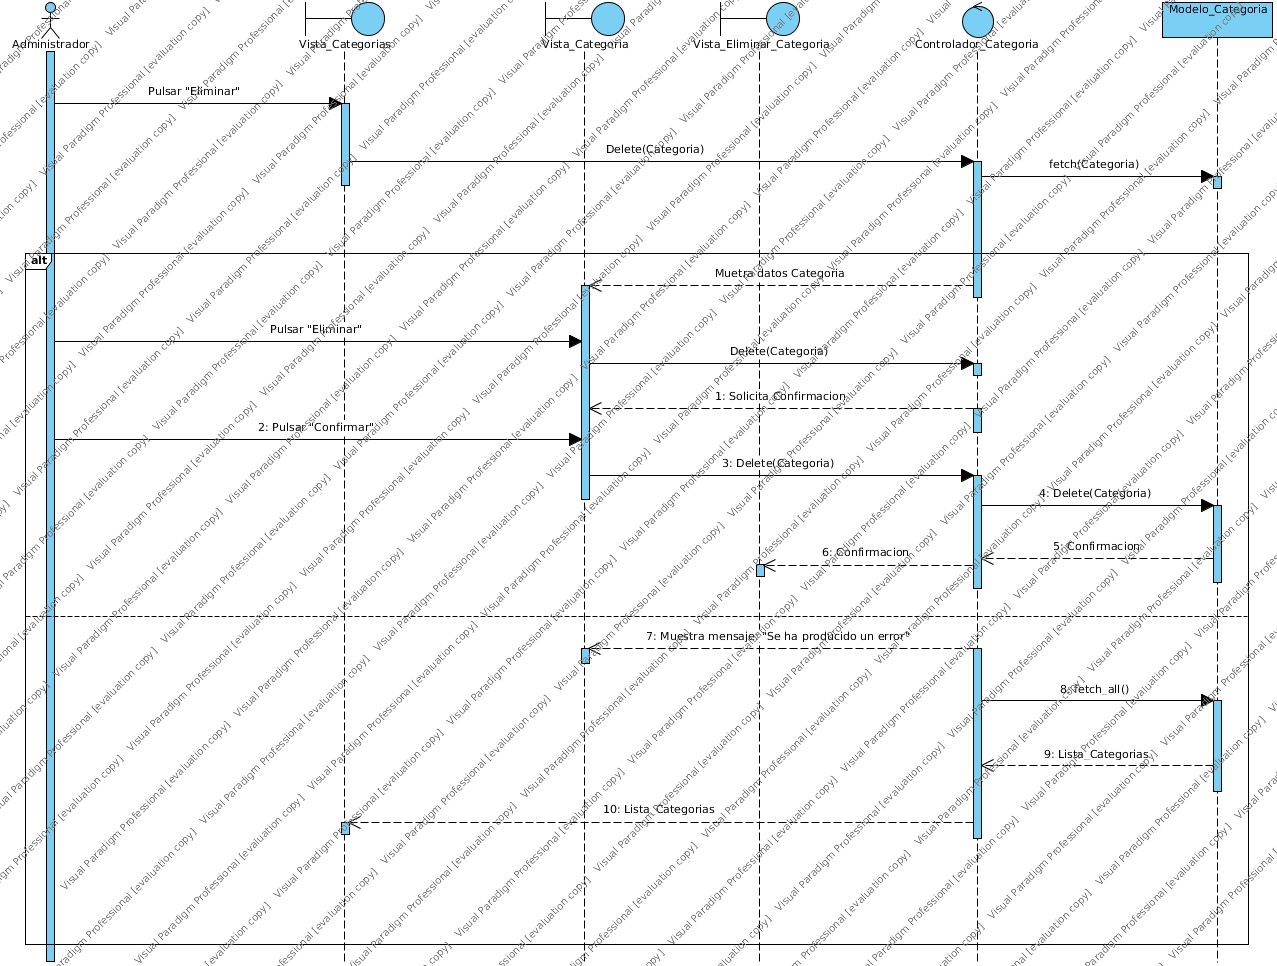 Administrador
Vista_Categorias
Vista_Categoria
Vista_Eliminar_Categoria
Controlador_Categoria
Modelo_Categoria
Pulsar "Eliminar"
Delete(Categoria)
fetch(Categoria)
alt
Muetra datos Categoria
Pulsar "Eliminar"
Delete(Categoria)
1: Solicita Confirmacion
2: Pulsar "Confirmar"
3: Delete(Categoria)
4: Delete(Categoria)
5: Confirmacion
6: Confirmacion
7: Muestra mensaje: "Se ha producido un error"
8: fetch_all()
9: Lista_Categorias
10: Lista_Categorias
Visual Paradigm Professional [evaluation copy]